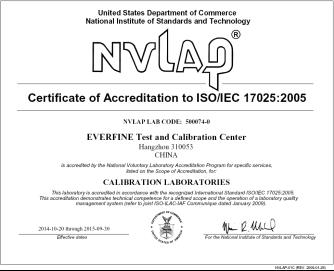 United States Department of Commerce
National Institute of Standards and Technology
NVLAP®
Certificate of Accreditation to ISO/IEC 17025:2005
NVLAP LAB CODE: 500074-0
EVERFINE Test and Calibration Center
Hangzhou 310053
CHINA
is accredited by the National Voluntary Laboratory Accreditation Program for specific services,
listed on the Scope of Accreditation, for:
CALIBRATION LABORATORIES
This laboratory is accredited in accordance with the recognized International Standard ISO/IEC 17025:2005.
This accreditation demonstrates technical competence for a defined scope and the operation of a laboratory quality
management system (refer to joint ISO-ILAC-IAF Communique dated January 2009).
2014-10-20 through 2015-09-30
Effective dates
For the National Institute of Standards and Technology